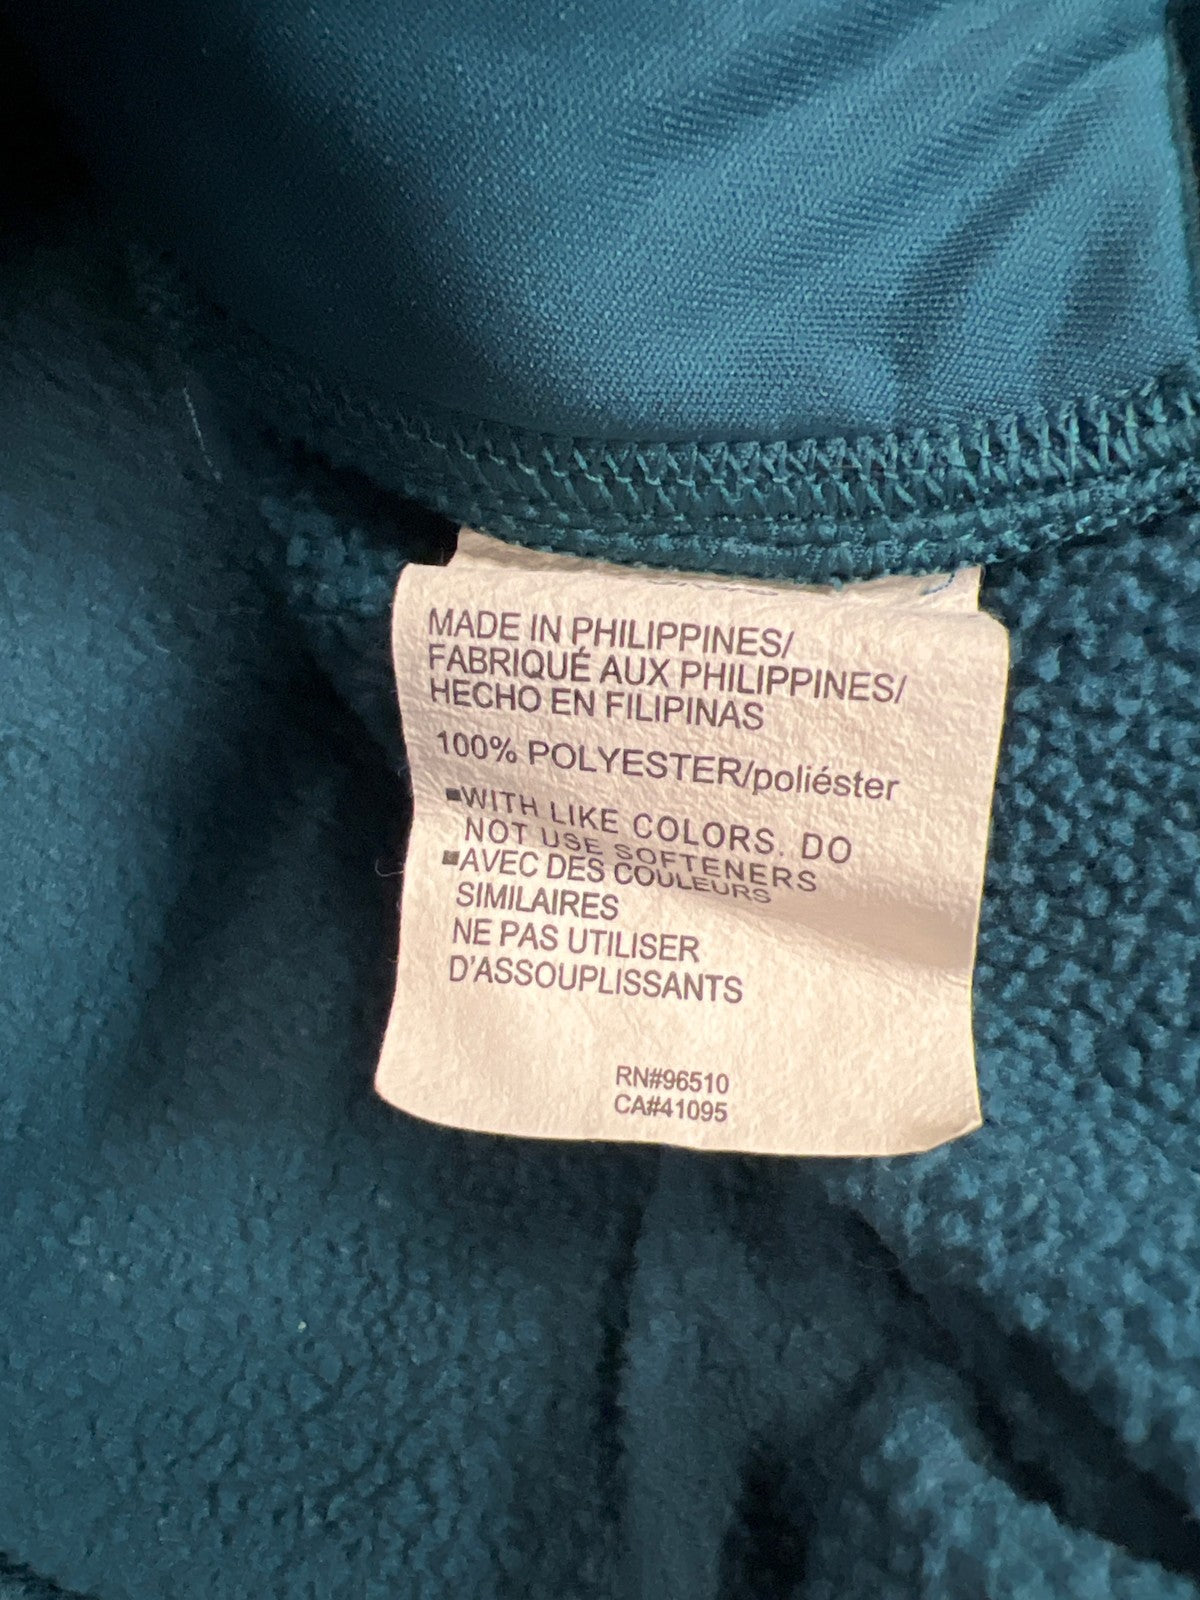 MADE IN PHILIPPINES/
FABRIQUÉ AUX PHILIPPINES/
HECHO EN FILIPINAS
100% POLYESTER/poliéster
▪WITH LIKE COLORS. DO
NOT USE SOFTENERS
▪AVEC DES COULEURS
SIMILAIRES
NE PAS UTILISER
D'ASSOUPLISSANTS
RN#96510
CA#41095